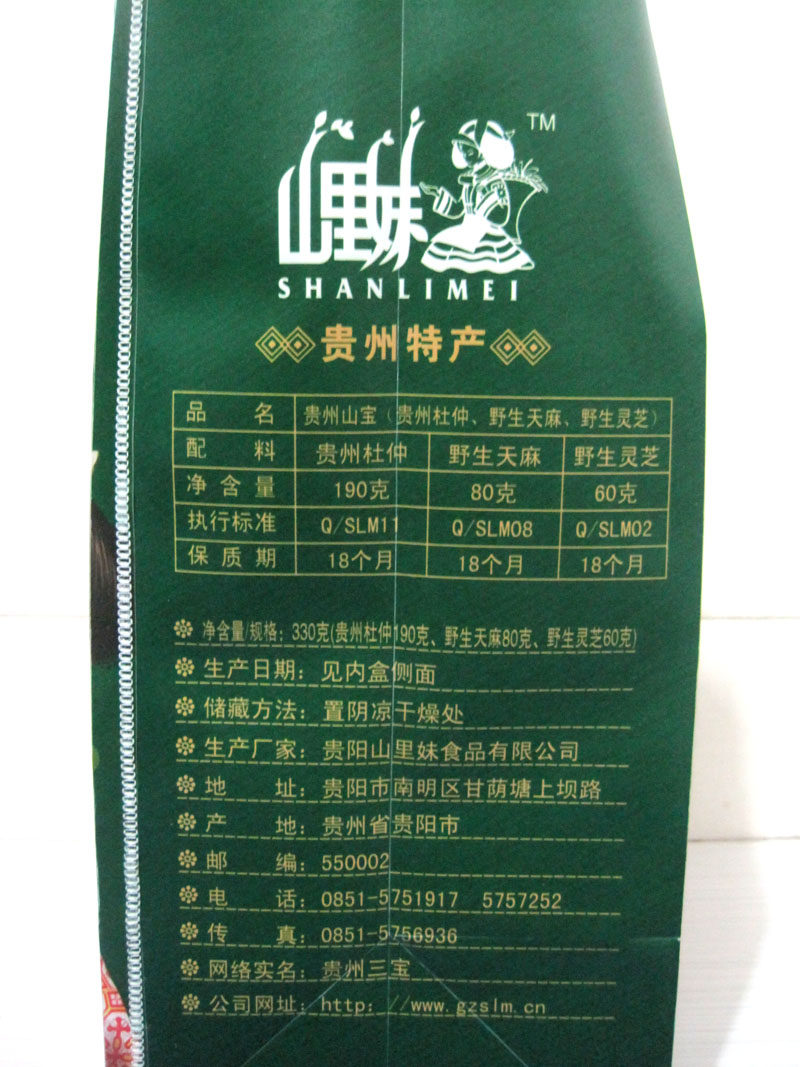 TM
山里妹
SHANLIMEI
贵州特产
品 名 贵州山宝（贵州杜仲、野生天麻、野生灵芝）
配 料 贵州杜仲 野生天麻 野生灵芝
净含量 190克 80克 60克
执行标准 Q/SLM11 Q/SLM08 Q/SLM02
保质期 18个月 18个月 18个月
净含量/规格：330克(贵州杜仲190克、野生天麻80克、野生灵芝60克)
生产日期：见内盒侧面
储藏方法：置阴凉干燥处
生产厂家：贵阳山里妹食品有限公司
地 址：贵阳市南明区甘荫塘上坝路
产 地：贵州省贵阳市
邮 编：550002
电 话：0851-5751917 5757252
传 真：0851-5756936
网络实名：贵州三宝
公司网址：http：//www.gzslm.cn